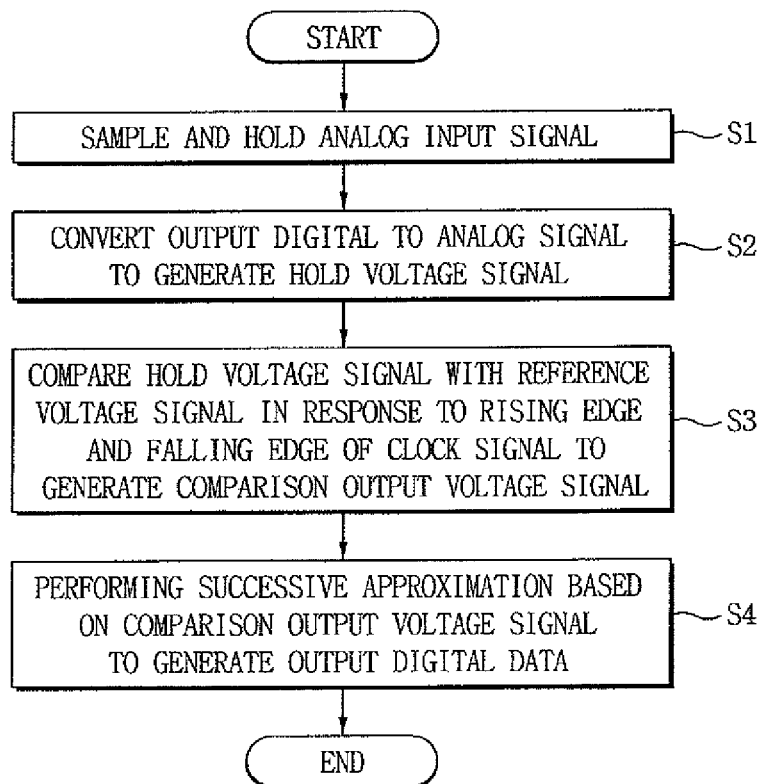 START
SAMPLE AND HOLD ANALOG INPUT SIGNAL
S1
CONVERT OUTPUT DIGITAL TO ANALOG SIGNAL
TO GENERATE HOLD VOLTAGE SIGNAL
S2
COMPARE HOLD VOLTAGE SIGNAL WITH REFERENCE
VOLTAGE SIGNAL IN RESPONSE TO RISING EDGE
AND FALLING EDGE OF CLOCK SIGNAL TO
GENERATE COMPARISON OUTPUT VOLTAGE SIGNAL
S3
PERFORMING SUCCESSIVE APPROXIMATION BASED
ON COMPARISON OUTPUT VOLTAGE SIGNAL
TO GENERATE OUTPUT DIGITAL DATA
S4
END